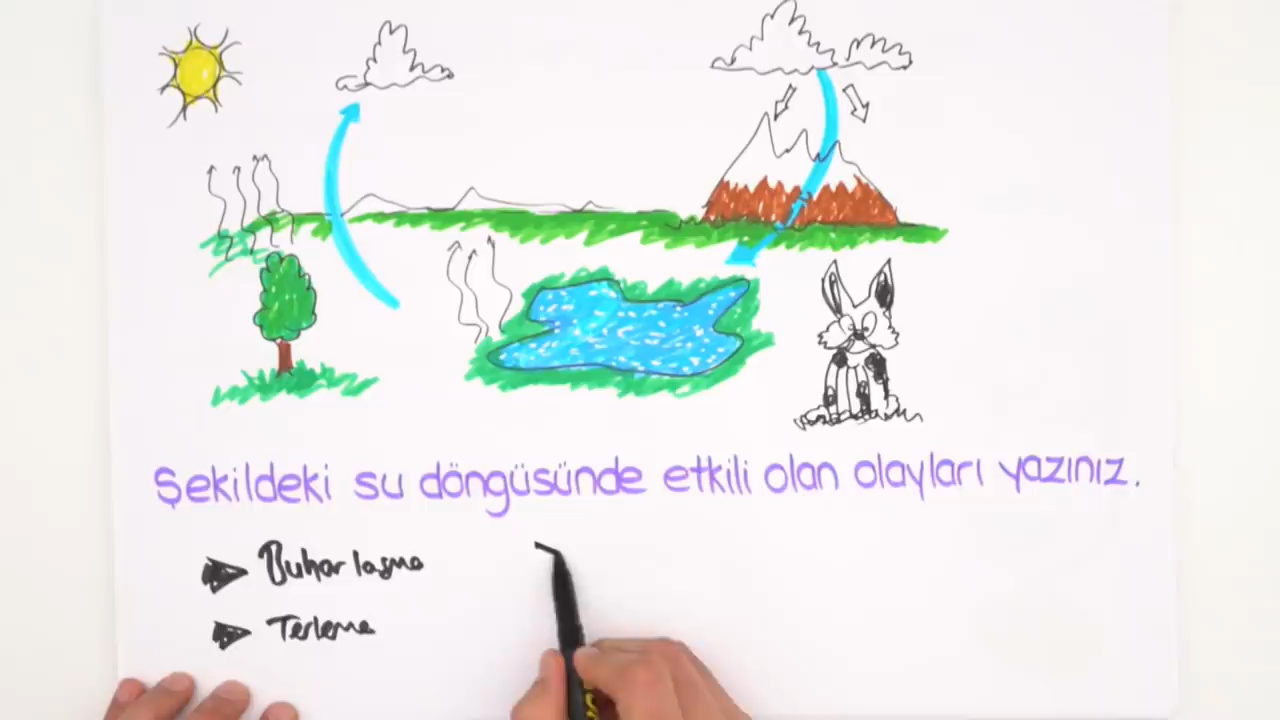 Şekildeki su döngüsünde etkili olan olayları yazınız.
Buharlaşma
Terleme